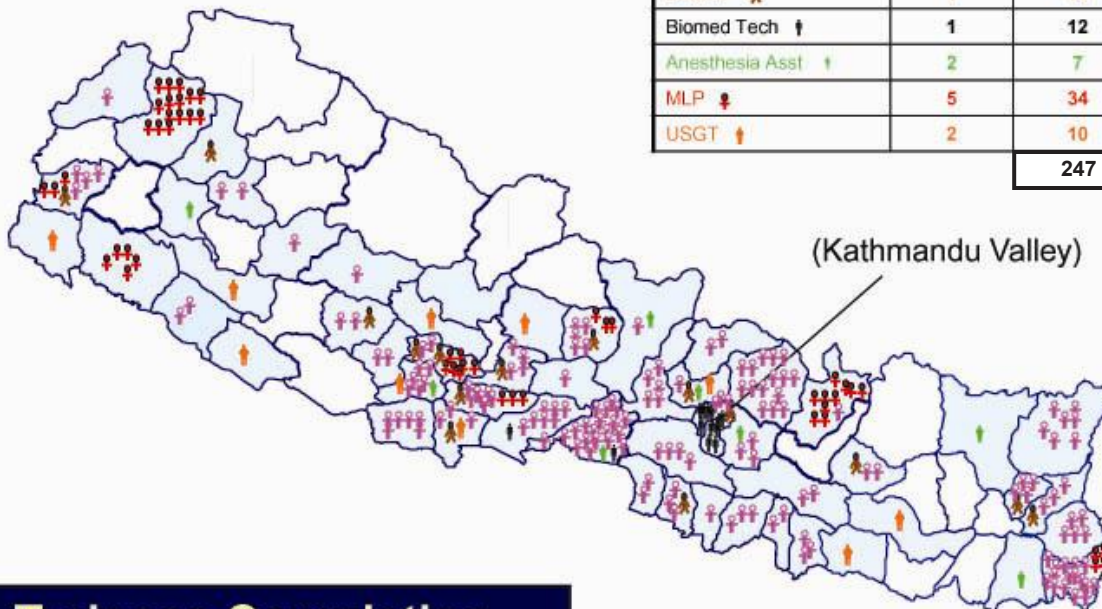 Biomed Tech 1 12
Anesthesia Asst 2 7
MLP 5 34
USGT 2 10
247
(Kathmandu Valley)